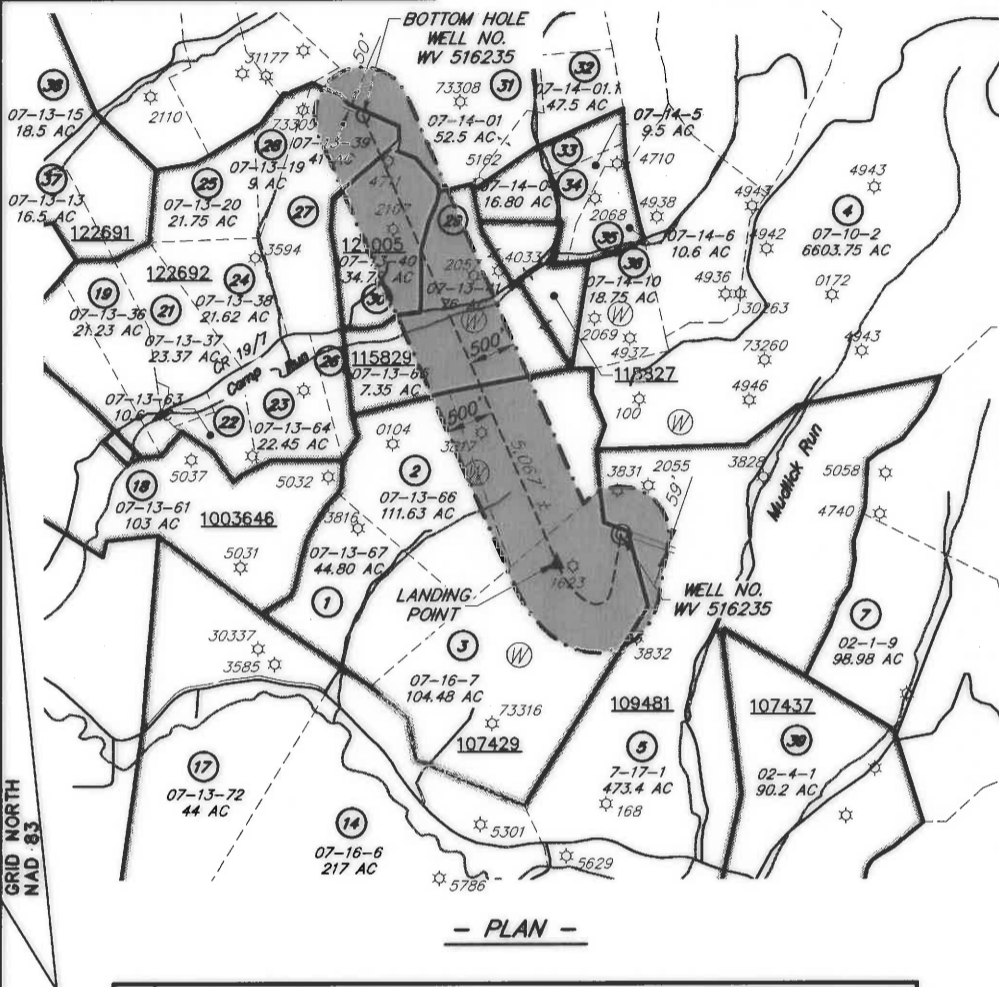 BOTTOM HOLE
WELL NO.
WV 516235
50'
31177
2110
73305
73308
38
07-13-15
18.5 AC
31
07-14-01
52.5 AC
32
07-14-01.1
47.5 AC
07-14-5
9.5 AC
28
07-13-19
9 AC
5162
33
4710
37
07-13-13
16.5 AC
25
07-13-20
21.75 AC
27
2167
16.80 AC
34
2068
4938
4943
4943
4
07-10-2
6603.75 AC
122691
3594
29
4033
35
07-14-6
10.6 AC
4942
122692
24
07-13-38
21.62 AC
07-13-40
30
36
07-14-10
18.75 AC
4936
30263
0172
19
07-13-36
21.23 AC
21
07-13-37
23.37 AC
CR 19/7
Camp Run
26
115829
7.35 AC
W
500
2069
W
4937
73260
4943
07-13-63
22
23
07-13-64
22.45 AC
100
4946
W
0104
500
2
07-13-66
111.63 AC
W
5,067'
5037
5032
3831
2055
3828
59'
Mudlick Run
5058
4740
18
07-13-61
103 AC
1003646
3816
5031
07-13-67
44.80 AC
1
LANDING
POINT
1623
WELL NO.
WV 516235
7
02-1-9
98.98 AC
30337
3585
3
07-16-7
104.48 AC
W
3832
73316
107429
109481
107437
5
7-17-1
473.4 AC
39
02-4-1
90.2 AC
17
07-13-72
44 AC
168
14
07-16-6
217 AC
5301
5629
5786
GRID NORTH
NAD 83
- PLAN -